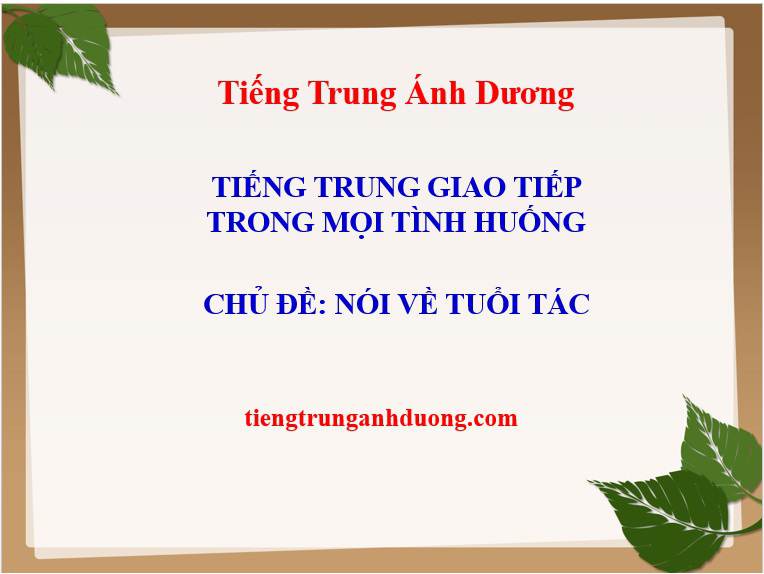 Tiếng Trung Ánh Dương
TIẾNG TRUNG GIAO TIẾP
TRONG MỌI TÌNH HUỐNG
CHỦ ĐỀ: NÓI VỀ TUỔI TÁC
tiengtrunganhduong.com